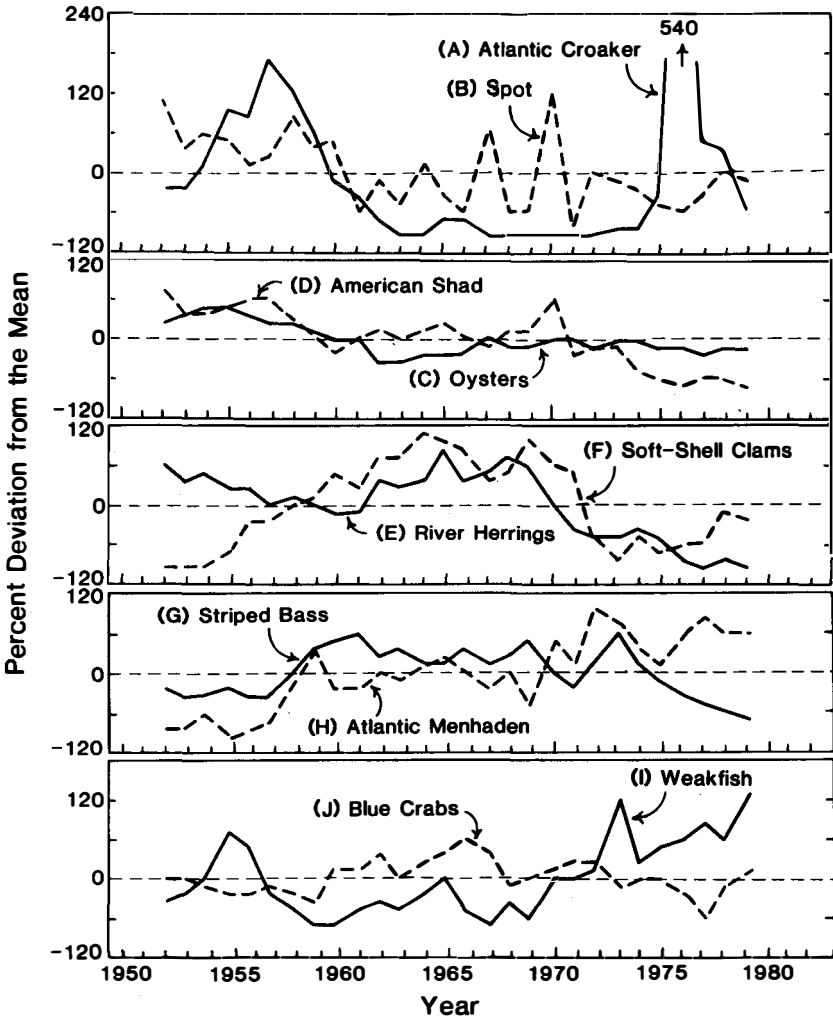 Percent Deviation from the Mean
240
120
0
-120
540
(A) Atlantic Croaker
(B) Spot
120
0
-120
(D) American Shad
(C) Oysters
120
0
-120
(F) Soft-Shell Clams
(E) River Herrings
120
0
-120
(G) Striped Bass
(H) Atlantic Menhaden
120
0
-120
(I) Weakfish
(J) Blue Crabs
1950 1955 1960 1965 1970 1975 1980
Year